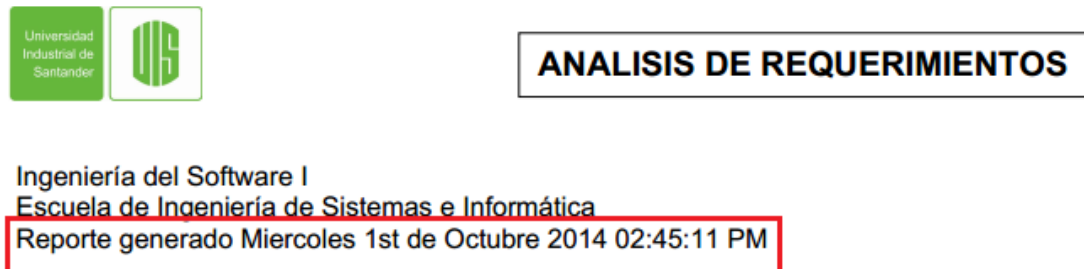 Universidad
Industrial de
Santander
UIS
ANALISIS DE REQUERIMIENTOS
Ingeniería del Software I
Escuela de Ingeniería de Sistemas e Informática
Reporte generado Miercoles 1st de Octubre 2014 02:45:11 PM